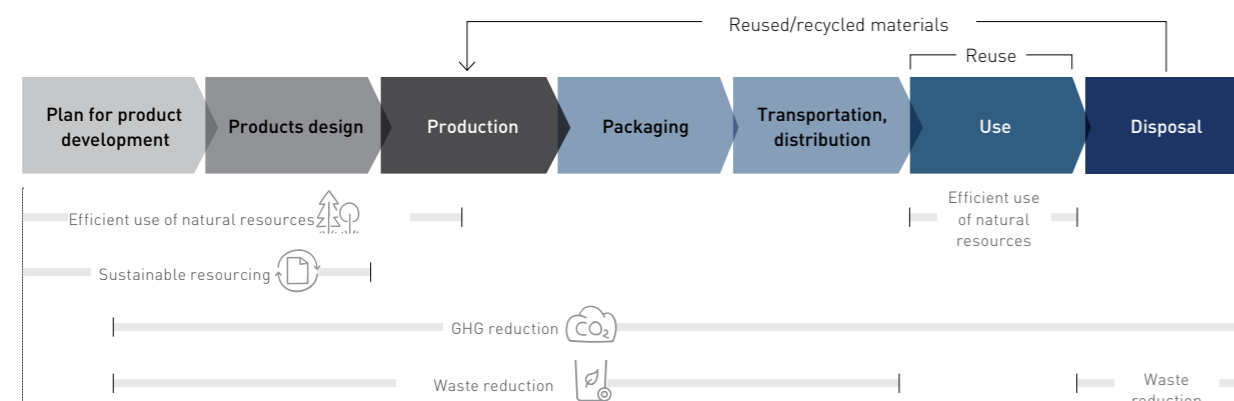 Reused/recycled materials
Reuse
Plan for product
development
Products design
Production
Packaging
Transportation,
distribution
Use
Disposal
Efficient use of natural resources
Efficient use
of natural
resources
Sustainable resourcing
GHG reduction
CO₂
Waste reduction
Waste
reduction